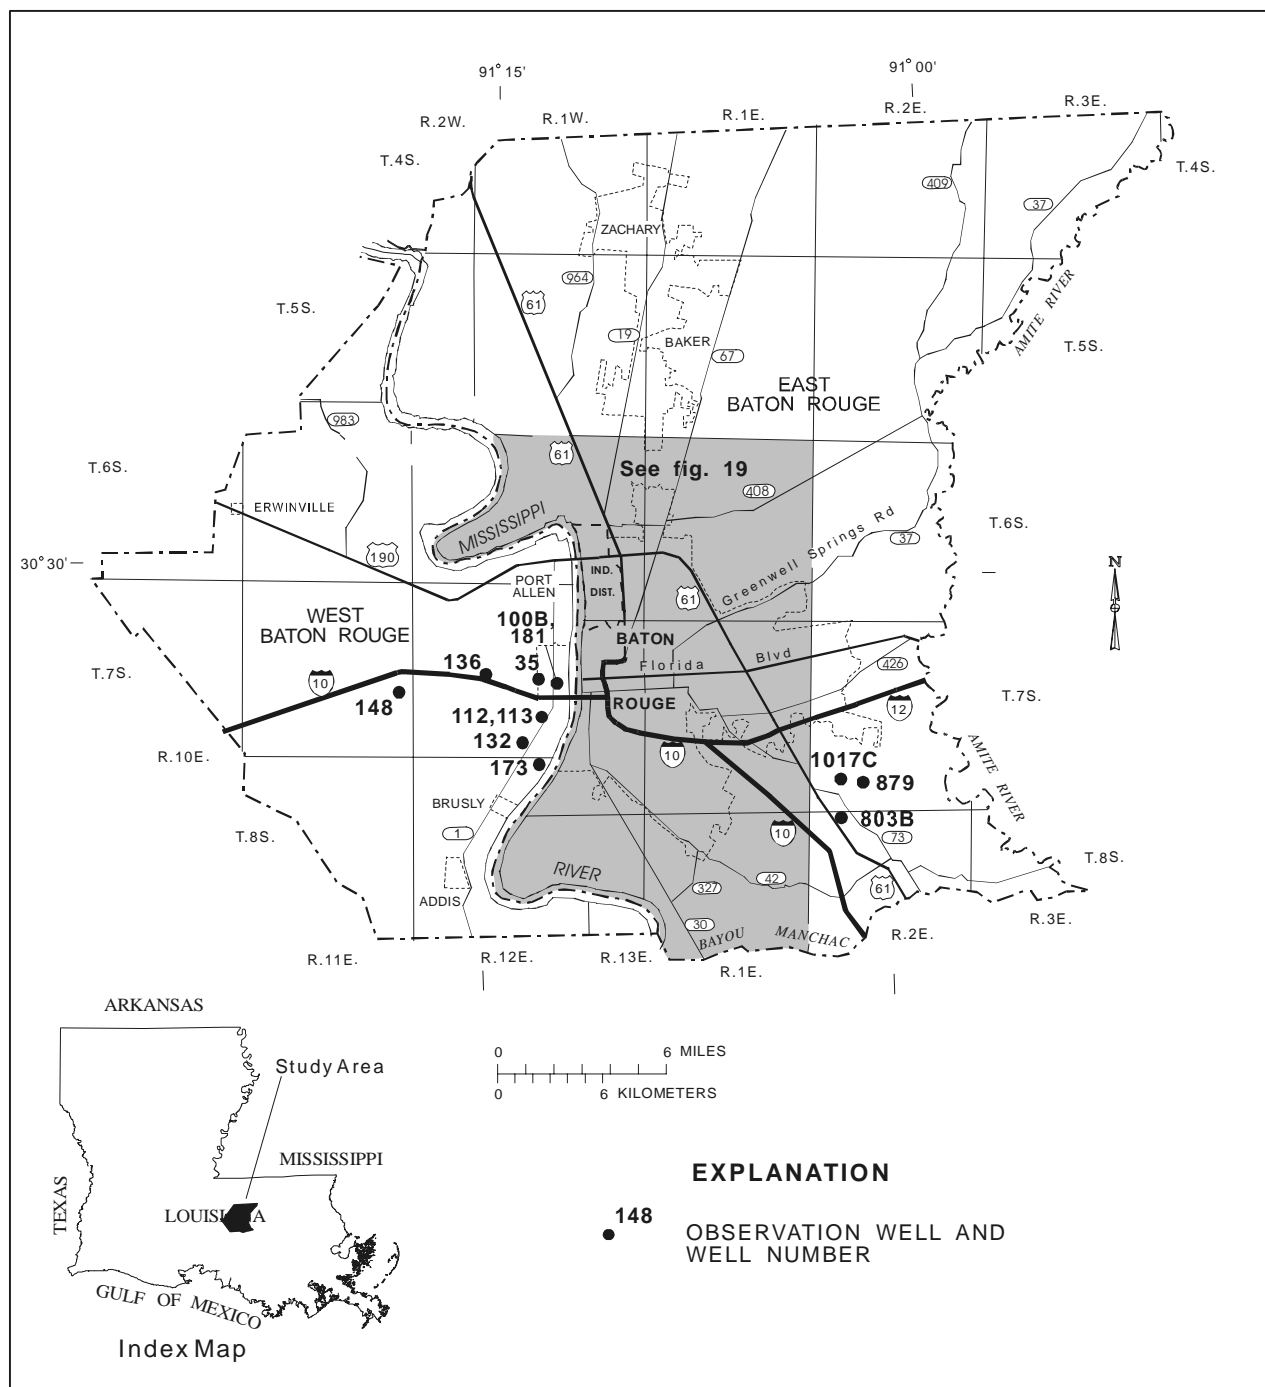 91° 15'
91° 00'
R.2W.
R.1W.
R.1E.
R.2E.
R.3E.
T.4S.
T.4S.
409
37
ZACHARY
964
61
T.5S.
19
BAKER
67
AMITE RIVER
T.5S.
EAST
BATON ROUGE
983
61
See fig. 19
T.6S.
408
ERWINVILLE
MISSISSIPPI
Greenwell Springs Rd
37
T.6S.
30° 30'
190
PORT
ALLEN
IND.
DIST.
61
N
WEST
BATON ROUGE
100B,
181
BATON
Florida Blvd
426
T.7S.
136
35
10
148
112,113
ROUGE
12
T.7S.
132
10
R.10E.
173
1017C
879
AMITE RIVER
BRUSLY
1
10
803B
73
T.8S.
T.8S.
RIVER
327
42
61
ADDIS
30
BAYOU MANCHAC
R.2E.
R.3E.
R.11E.
R.12E.
R.13E.
R.1E.
ARKANSAS
Study Area
0 6 MILES
0 6 KILOMETERS
MISSISSIPPI
TEXAS
LOUISIANA
GULF OF MEXICO
Index Map
EXPLANATION
148
OBSERVATION WELL AND
WELL NUMBER